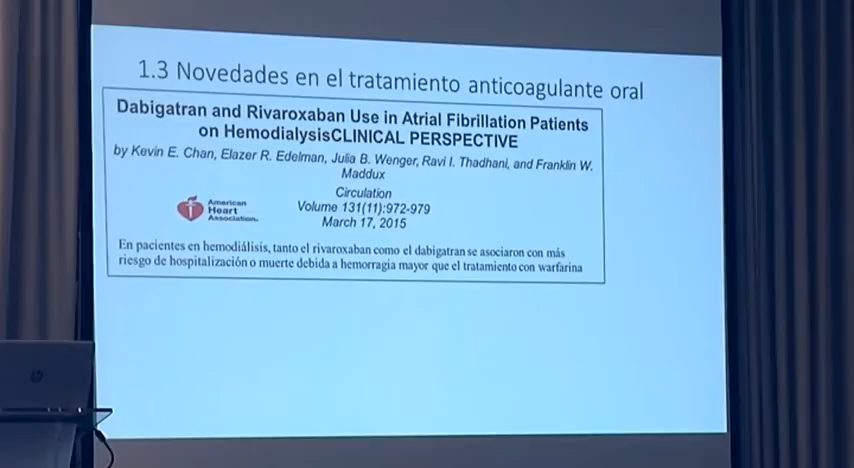 1.3 Novedades en el tratamiento anticoagulante oral
Dabigatran and Rivaroxaban Use in Atrial Fibrillation Patients
on HemodialysisCLINICAL PERSPECTIVE
by Kevin E. Chan, Elazer R. Edelman, Julia B. Wenger, Ravi I. Thadhani, and Franklin W.
Maddux
American
Heart
Association.
Circulation
Volume 131(11):972-979
March 17, 2015
En pacientes en hemodiálisis, tanto el rivaroxaban como el dabigatran se asociaron con más
riesgo de hospitalización o muerte debida a hemorragia mayor que el tratamiento con warfarina
hp